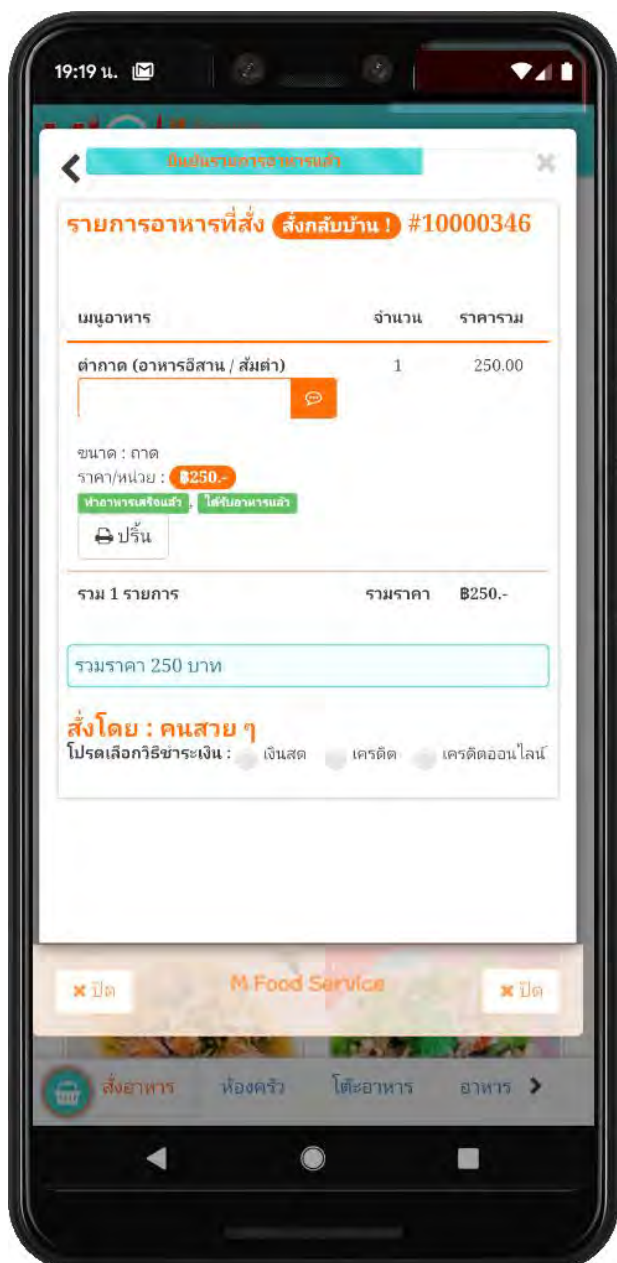 19:19 น.
ยืนยันรายการอาหารแล้ว
รายการอาหารที่สั่ง สั่งกลับบ้าน ! #10000346
เมนูอาหาร จำนวน ราคารวม
ตำถาด (อาหารอีสาน / ส้มตำ) 1 250.00
ขนาด : ถาด
ราคา/หน่วย : ฿250.-
ทำอาหารเสร็จแล้ว , ได้รับอาหารแล้ว
ปริ้น
รวม 1 รายการ รวมราคา ฿250.-
รวมราคา 250 บาท
สั่งโดย : คนสวย ๆ
โปรดเลือกวิธีชำระเงิน : เงินสด เครดิต เครดิตออนไลน์
ปิด M Food Service ปิด
สั่งอาหาร ห้องครัว โต๊ะอาหาร อาหาร